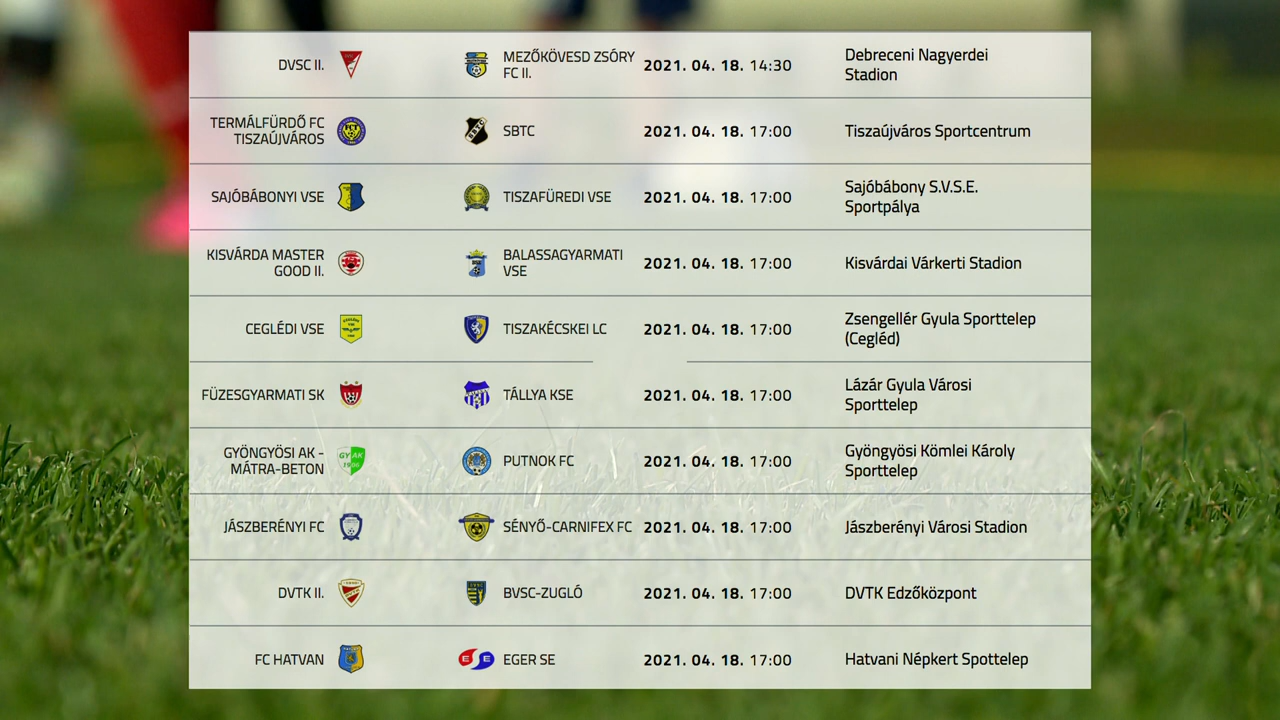 DVSC II.
MEZŐKÖVESD ZSÓRY
FC II.
2021. 04. 18. 14:30
Debreceni Nagyerdei
Stadion
TERMÁLFÜRDŐ FC
TISZAÚJVÁROS
SBTC
2021. 04. 18. 17:00
Tiszaújváros Sportcentrum
SAJÓBÁBONYI VSE
TISZAFÜREDI VSE
2021. 04. 18. 17:00
Sajóbábony S.V.S.E.
Sportpálya
KISVÁRDA MASTER
GOOD II.
BALASSAGYARMATI
VSE
2021. 04. 18. 17:00
Kisvárdai Várkerti Stadion
CEGLÉDI VSE
TISZAKÉCSKEI LC
2021. 04. 18. 17:00
Zsengellér Gyula Sporttelep
(Cegléd)
FÜZESGYARMATI SK
TÁLLYA KSE
2021. 04. 18. 17:00
Lázár Gyula Városi
Sporttelep
GYÖNGYÖSI AK -
MÁTRA-BETON
GYAK
PUTNOK FC
2021. 04. 18. 17:00
Gyöngyösi Kömlei Károly
Sporttelep
JÁSZBERÉNYI FC
SÉNYŐ-CARNIFEX FC
2021. 04. 18. 17:00
Jászberényi Városi Stadion
DVTK II.
BVSC-ZUGLÓ
2021. 04. 18. 17:00
DVTK Edzőközpont
FC HATVAN
ESE
EGER SE
2021. 04. 18. 17:00
Hatvani Népkert Spottelep